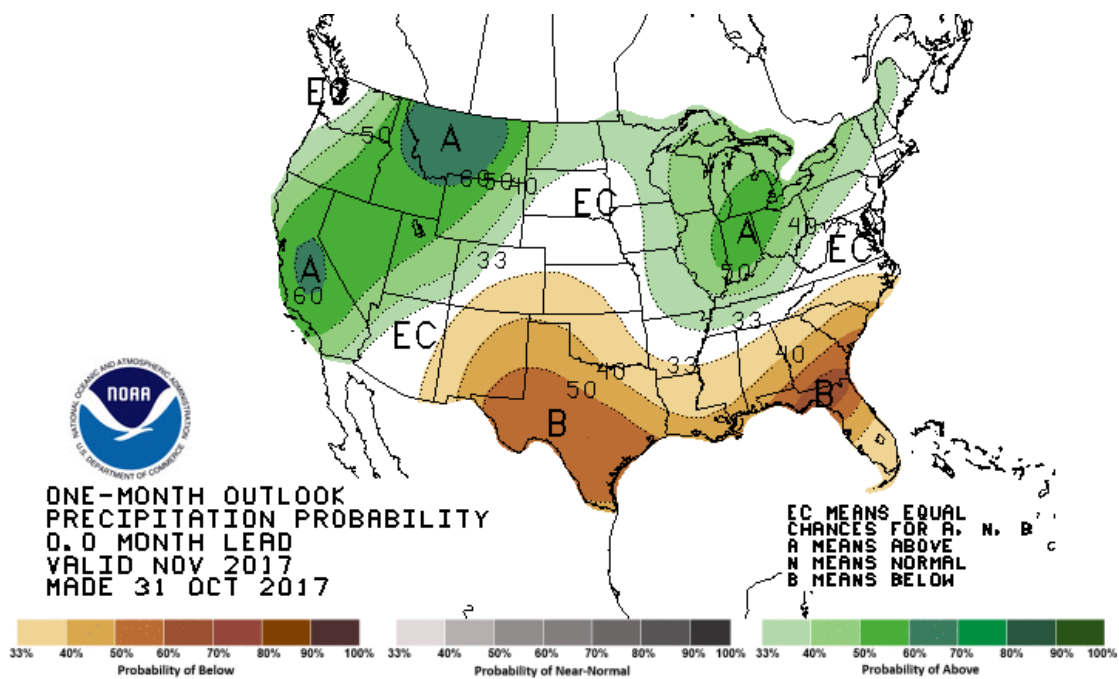 EC
A
50
60
50
40
EC
A
40
EC
50
A
60
33
EC
33
33
40
40
50
B
B
NOAA
NATIONAL OCEANIC AND ATMOSPHERIC ADMINISTRATION
U.S. DEPARTMENT OF COMMERCE
ONE-MONTH OUTLOOK
PRECIPITATION PROBABILITY
0.0 MONTH LEAD
VALID NOV 2017
MADE 31 OCT 2017
EC MEANS EQUAL
CHANCES FOR A, N, B
A MEANS ABOVE
N MEANS NORMAL
B MEANS BELOW
33% 40% 50% 60% 70% 80% 90% 100%
Probability of Below
33% 40% 50% 60% 70% 80% 90% 100%
Probability of Near-Normal
33% 40% 50% 60% 70% 80% 90% 100%
Probability of Above